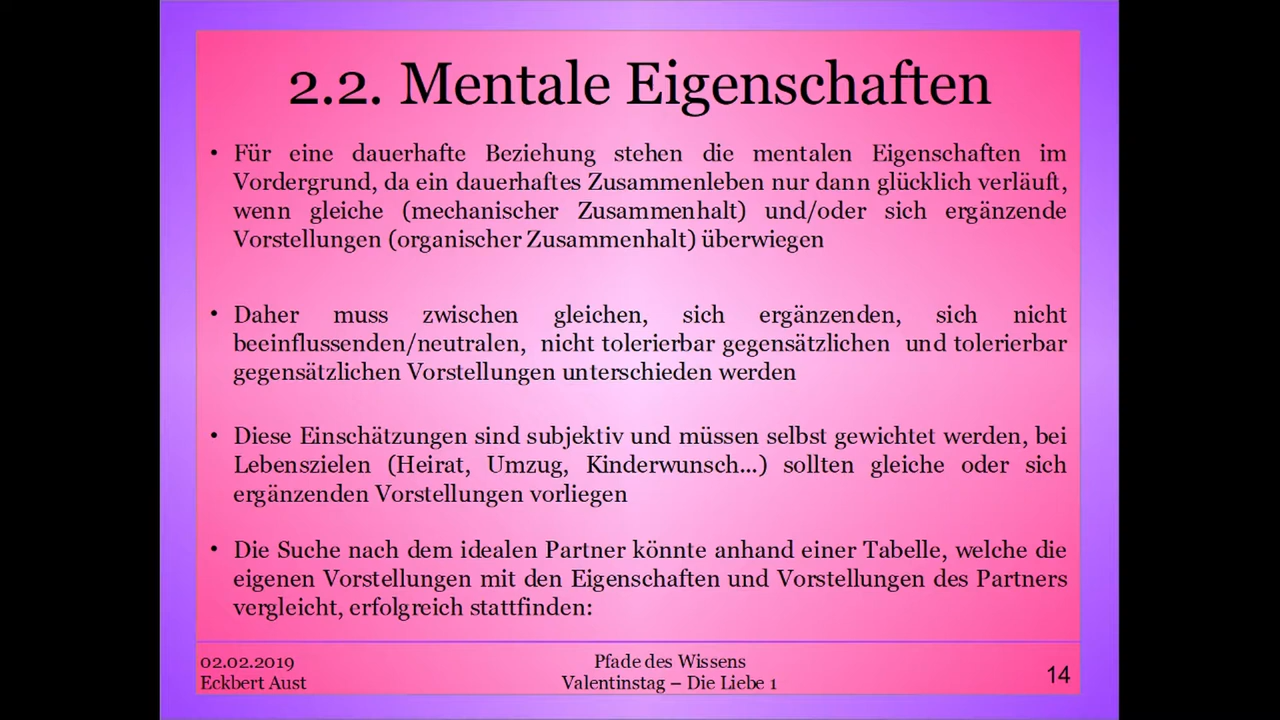 2.2. Mentale Eigenschaften
• Für eine dauerhafte Beziehung stehen die mentalen Eigenschaften im
Vordergrund, da ein dauerhaftes Zusammenleben nur dann glücklich verläuft,
wenn gleiche (mechanischer Zusammenhalt) und/oder sich ergänzende
Vorstellungen (organischer Zusammenhalt) überwiegen
• Daher muss zwischen gleichen, sich ergänzenden, sich nicht
beeinflussenden/neutralen, nicht tolerierbar gegensätzlichen und tolerierbar
gegensätzlichen Vorstellungen unterschieden werden
• Diese Einschätzungen sind subjektiv und müssen selbst gewichtet werden, bei
Lebenszielen (Heirat, Umzug, Kinderwunsch...) sollten gleiche oder sich
ergänzenden Vorstellungen vorliegen
• Die Suche nach dem idealen Partner könnte anhand einer Tabelle, welche die
eigenen Vorstellungen mit den Eigenschaften und Vorstellungen des Partners
vergleicht, erfolgreich stattfinden:
02.02.2019
Eckbert Aust
Pfade des Wissens
Valentinstag – Die Liebe 1
14